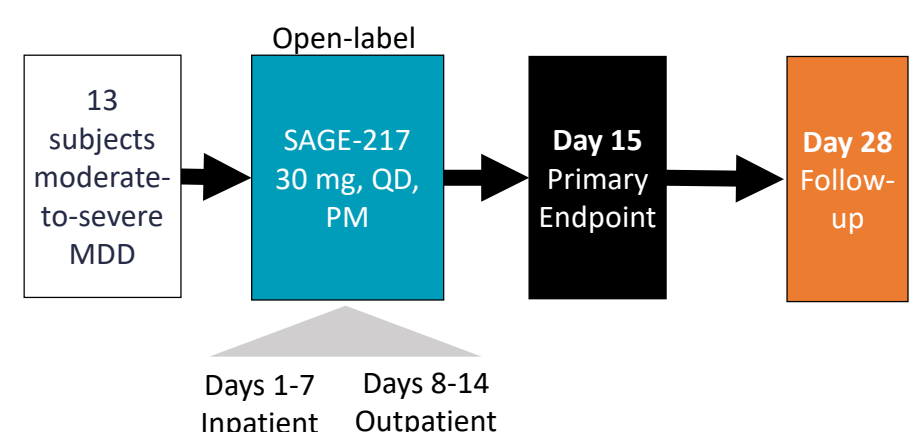 Open-label
13
subjects
moderate-
to-severe
MDD
SAGE-217
30 mg, QD,
PM
Day 15
Primary
Endpoint
Day 28
Follow-
up
Days 1-7
Inpatient
Days 8-14
Outpatient